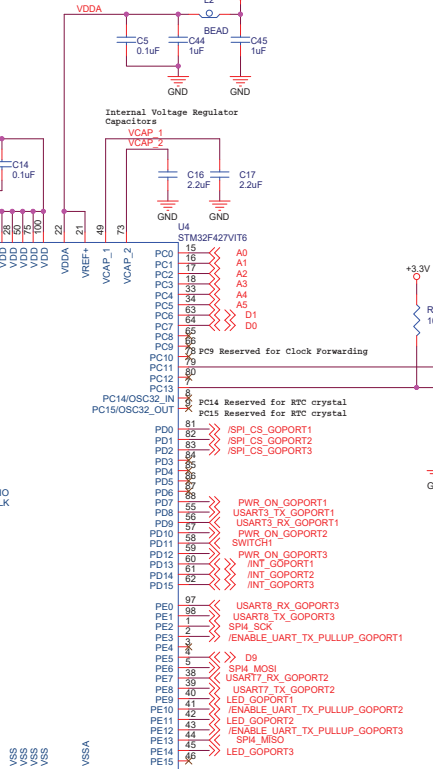 L2
VDDA
BEAD
C5
0.1uF
C44
1uF
C45
1uF
GND
GND
Internal Voltage Regulator
Capacitors
VCAP_1
VCAP_2
C14
0.1uF
C16
2.2uF
C17
2.2uF
GND
GND
28
50
75
100
22
21
49
73
VDD
VDD
VDD
VDD
VDD
VDDA
VREF+
VCAP_1
VCAP_2
U4
STM32F427VIT6
+3.3V
PC0 15 A0
PC1 16 A1
PC2 17 A2
PC3 18 A3
PC4 33 A4
PC5 34 A5
PC6 63 D1
PC7 64 D0
PC8 65
PC9 66 PC9 Reserved for Clock Forwarding
PC10 78
PC11 79
PC12 80
PC13 7
PC14/OSC32_IN 8 PC14 Reserved for RTC crystal
PC15/OSC32_OUT 9 PC15 Reserved for RTC crystal
PD0 81 /SPI_CS_GOPORT1
PD1 82 /SPI_CS_GOPORT2
PD2 83 /SPI_CS_GOPORT3
PD3 84
PD4 85
PD5 86
PD6 87
PD7 88 PWR_ON_GOPORT1
PD8 55 USART3_TX_GOPORT1
PD9 56 USART3_RX_GOPORT1
PD10 57 PWR_ON_GOPORT2
PD11 58 SWITCH1
PD12 59 PWR_ON_GOPORT3
PD13 60 /INT_GOPORT1
PD14 61 /INT_GOPORT2
PD15 62 /INT_GOPORT3
PE0 97 USART8_RX_GOPORT3
PE1 98 USART8_TX_GOPORT3
PE2 1 SPI4_SCK
PE3 2 /ENABLE_UART_TX_PULLUP_GOPORT1
PE4 3
PE5 4 D9
PE6 5 SPI4_MOSI
PE7 38 USART7_RX_GOPORT2
PE8 39 USART7_TX_GOPORT2
PE9 40 LED_GOPORT1
PE10 41 /ENABLE_UART_TX_PULLUP_GOPORT2
PE11 42 LED_GOPORT2
PE12 43 /ENABLE_UART_TX_PULLUP_GOPORT3
PE13 44 SPI4_MISO
PE14 45 LED_GOPORT3
PE15 46
VSS
VSS
VSS
VSS
VSSA